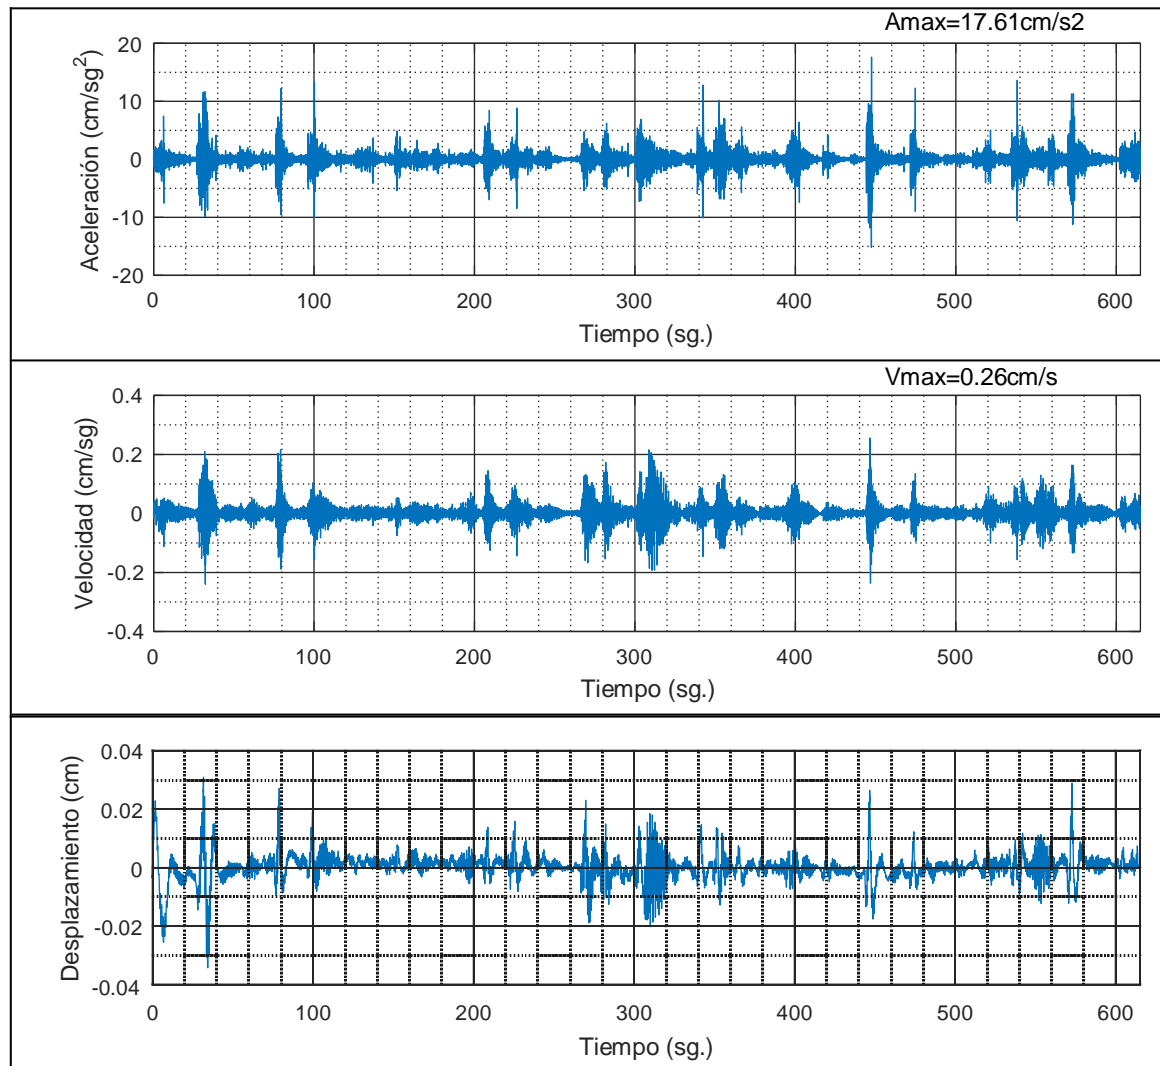 Amax=17.61cm/s2
Aceleración (cm/sg²)
20
10
0
-10
-20
0 100 200 300 400 500 600
Tiempo (sg.)
Vmax=0.26cm/s
Velocidad (cm/sg)
0.4
0.2
0
-0.2
-0.4
0 100 200 300 400 500 600
Tiempo (sg.)
Desplazamiento (cm)
0.04
0.02
0
-0.02
-0.04
0 100 200 300 400 500 600
Tiempo (sg.)